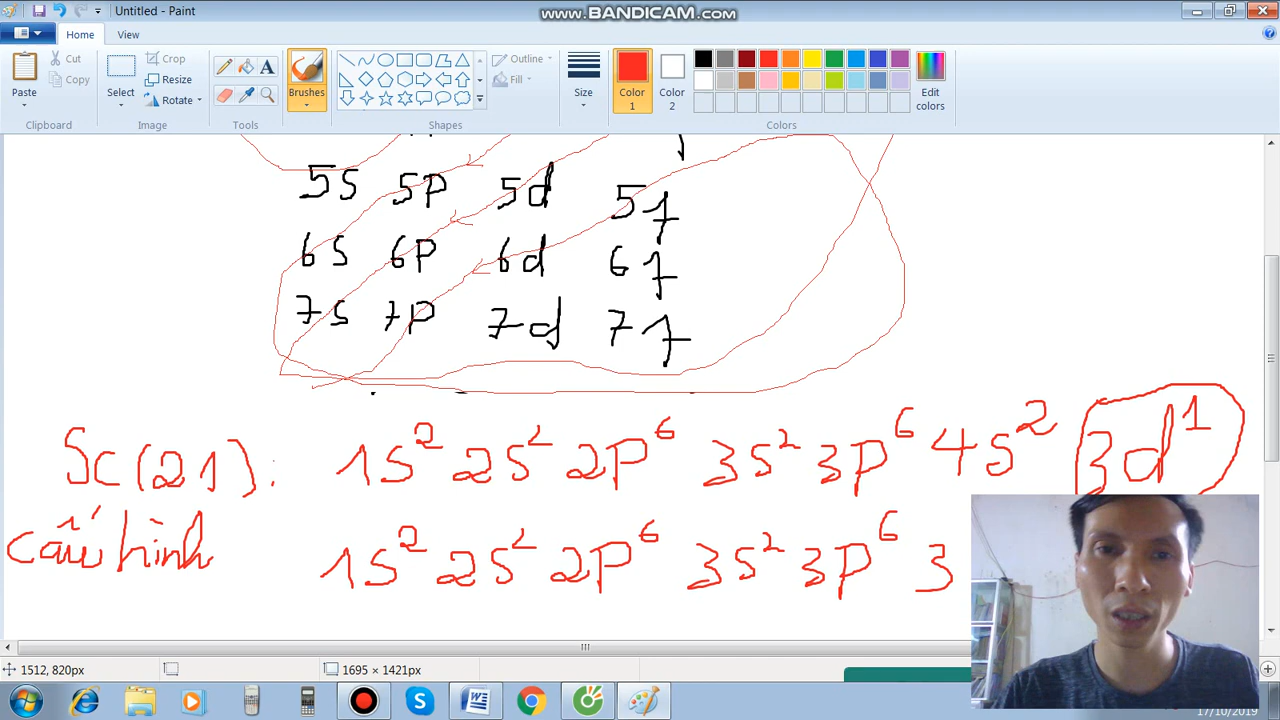 Untitled - Paint
www.BANDICAM.com
Home View
Cut
Copy
Paste
Clipboard
Crop
Resize
Rotate
Select
Image
Tools
Brushes
Outline
Fill
Shapes
Size
Color 1
Color 2
Edit colors
Colors
5s 5p 5d 5f
6s 6p 6d 6f
7s 7p 7d 7f
Sc(21): 1s² 2s² 2p⁶ 3s² 3p⁶ 4s² 3d¹
cấu hình 1s² 2s² 2p⁶ 3s² 3p⁶ 3
1512, 820px
1695 × 1421px
17/10/2019